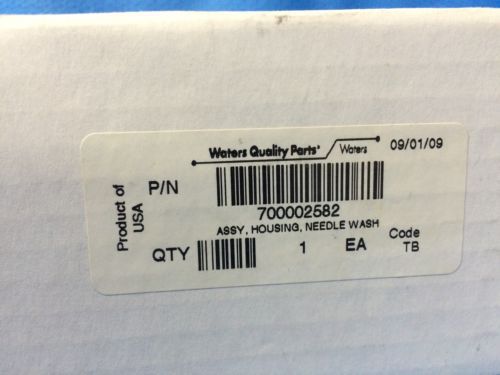 Waters Quality Parts® Waters 09/01/09
Product of
USA
P/N
700002582
ASSY, HOUSING, NEEDLE WASH
QTY 1 EA Code
TB